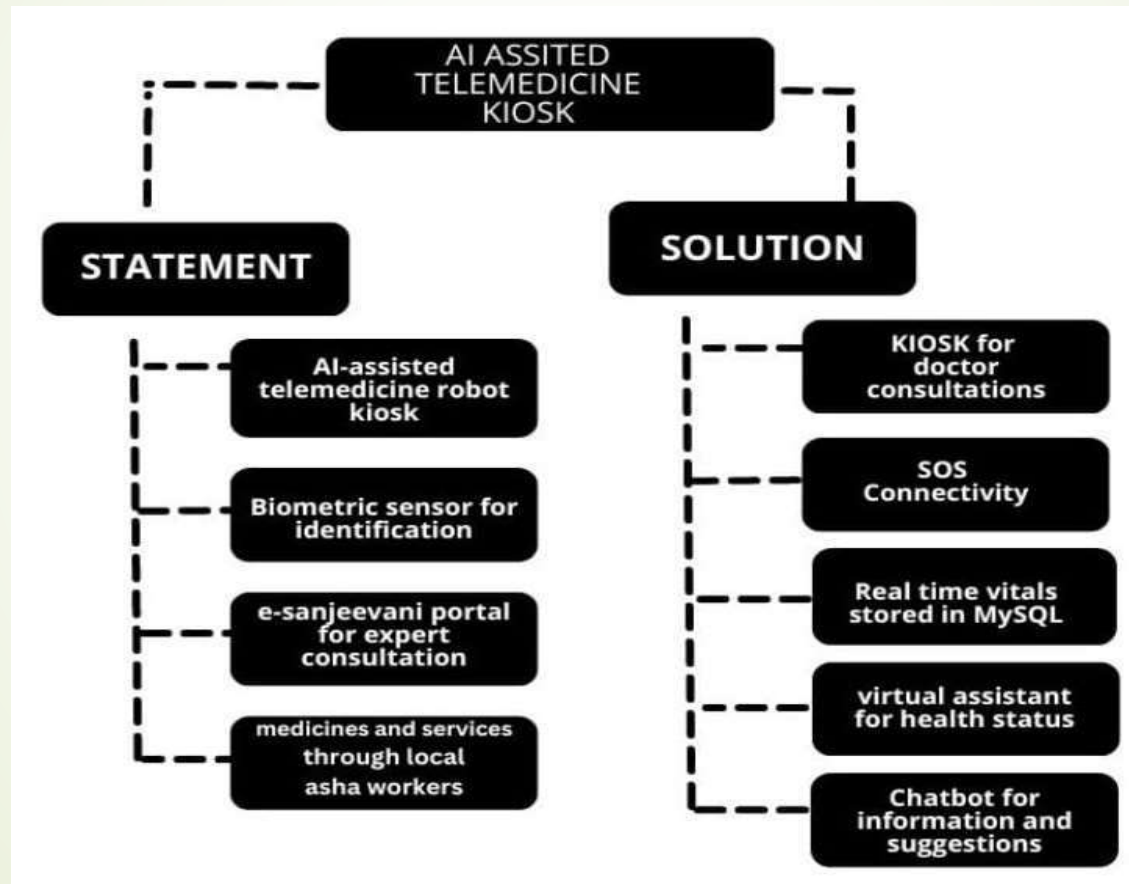 AI ASSITED
TELEMEDICINE
KIOSK
STATEMENT
AI-assisted
telemedicine robot
kiosk
Biometric sensor for
identification
e-sanjeevani portal
for expert
consultation
medicines and services
through local
asha workers
SOLUTION
KIOSK for
doctor
consultations
SOS
Connectivity
Real time vitals
stored in MySQL
virtual assistant
for health status
Chatbot for
information and
suggestions